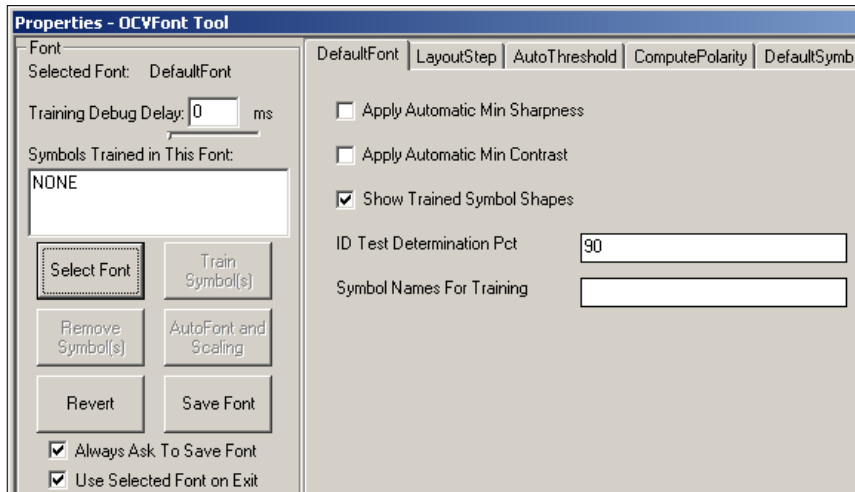 Properties - OCVFont Tool
Font
Selected Font: DefaultFont
Training Debug Delay: 0 ms
Symbols Trained in This Font:
NONE
Select Font
Train Symbol(s)
Remove Symbol(s)
AutoFont and Scaling
Revert
Save Font
Always Ask To Save Font
Use Selected Font on Exit
DefaultFont LayoutStep AutoThreshold ComputePolarity DefaultSymb
Apply Automatic Min Sharpness
Apply Automatic Min Contrast
Show Trained Symbol Shapes
ID Test Determination Pct 90
Symbol Names For Training